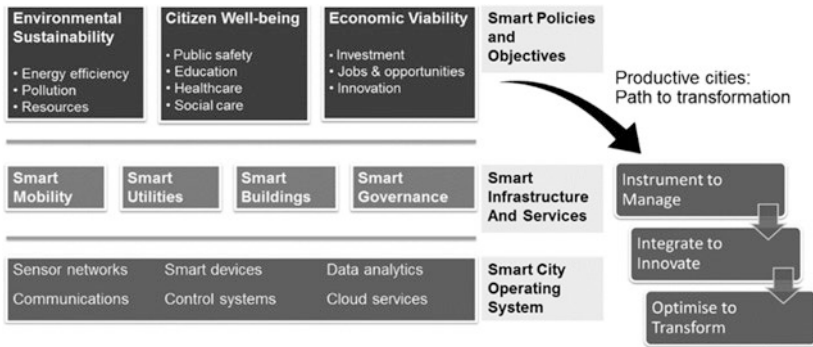 Environmental
Sustainability
• Energy efficiency
• Pollution
• Resources
Citizen Well-being
• Public safety
• Education
• Healthcare
• Social care
Economic Viability
• Investment
• Jobs & opportunities
• Innovation
Smart Policies
and
Objectives
Productive cities:
Path to transformation
Smart
Mobility
Smart
Utilities
Smart
Buildings
Smart
Governance
Smart
Infrastructure
And Services
Instrument to
Manage
Integrate to
Innovate
Optimise to
Transform
Sensor networks
Smart devices
Data analytics
Communications
Control systems
Cloud services
Smart City
Operating
System